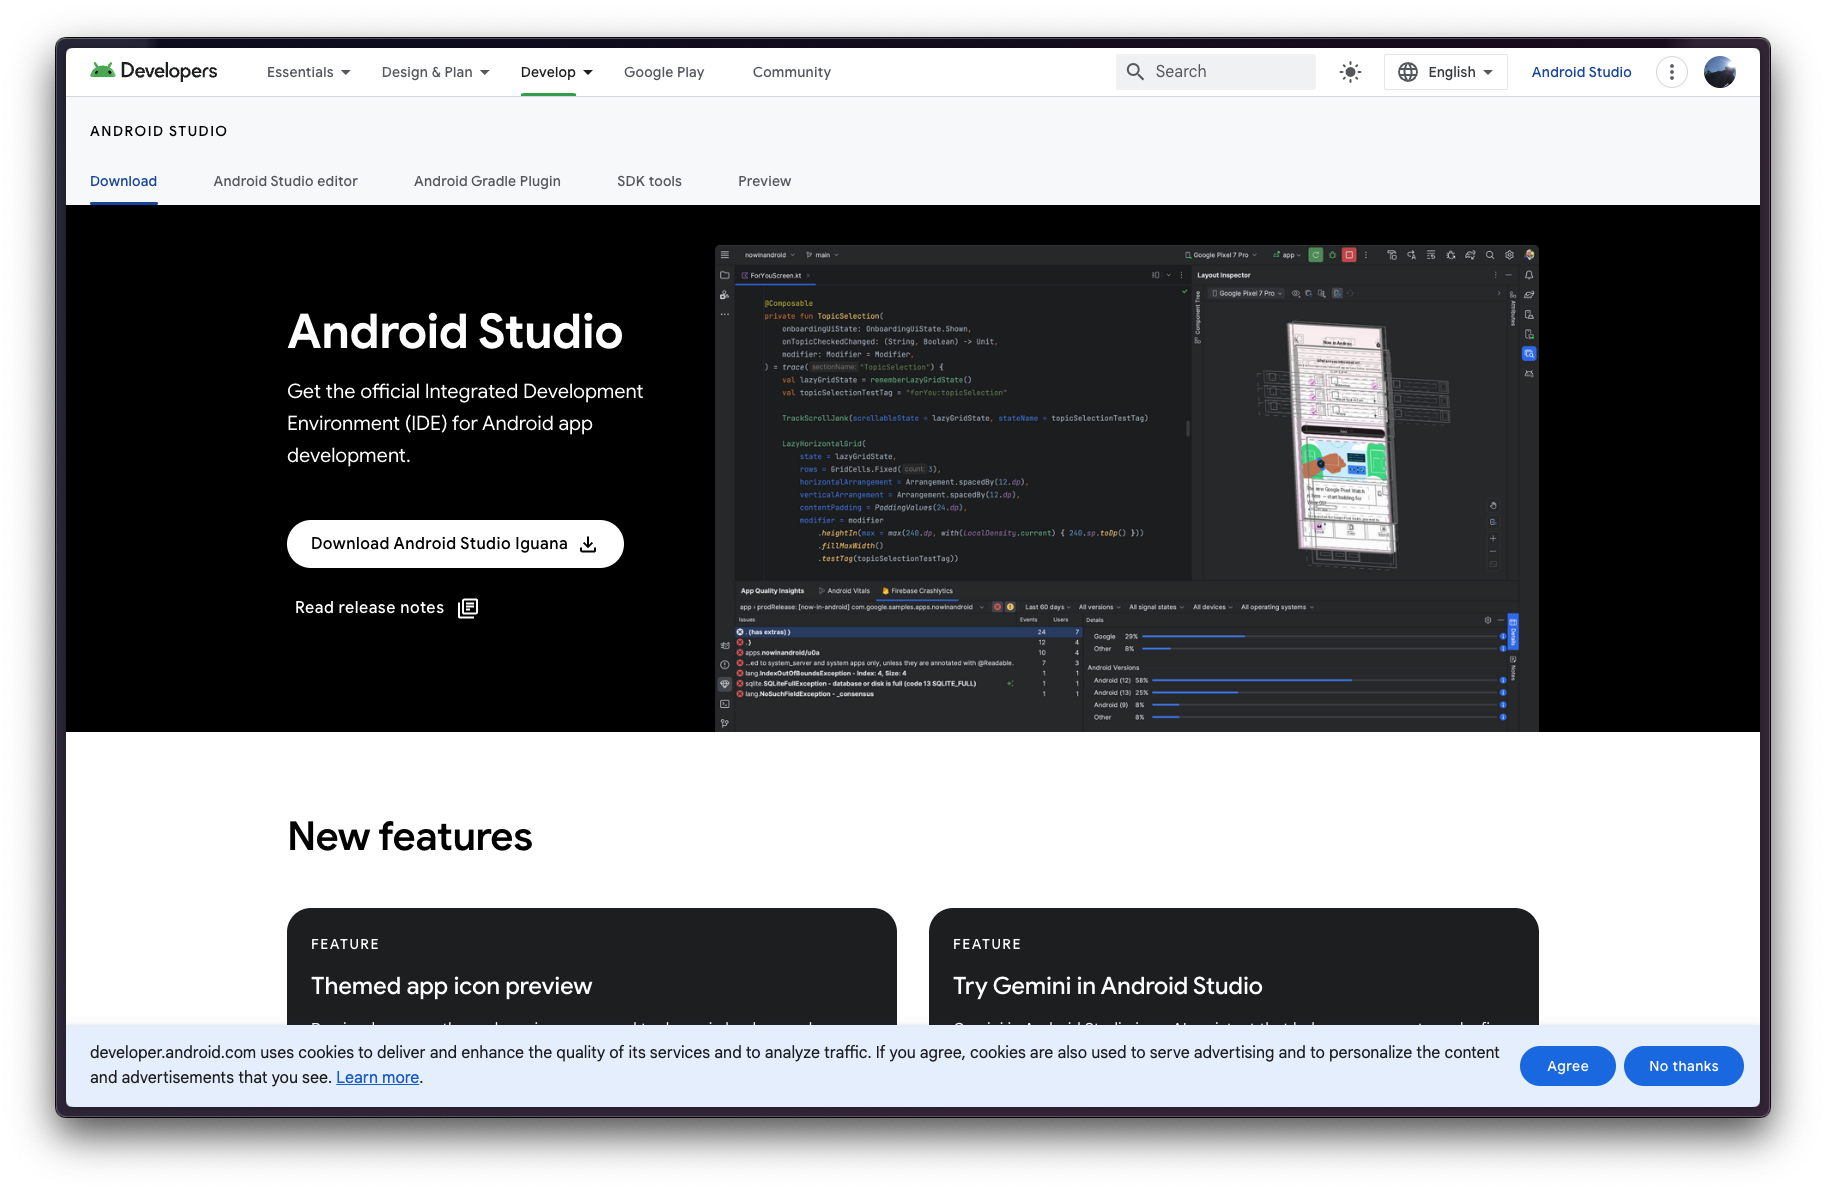 Developers
Essentials
Design & Plan
Develop
Google Play
Community
Search
English
Android Studio
ANDROID STUDIO
Download
Android Studio editor
Android Gradle Plugin
SDK tools
Preview
Android Studio
Get the official Integrated Development
Environment (IDE) for Android app
development.
Download Android Studio Iguana
Read release notes
nowinandroid
main
Google Pixel 7 Pro
app
ForYouScreen.kt
Layout Inspector
Google Pixel 7 Pro
Component Tree
Attributes
@Composable
private fun TopicSelection(
onboardingUiState: OnboardingUiState.Shown,
onTopicCheckedChanged: (String, Boolean) -> Unit,
modifier: Modifier = Modifier,
) = trace( sectionName: "TopicSelection") {
val lazyGridState = rememberLazyGridState()
val topicSelectionTestTag = "forYou:topicSelection"
TrackScrollJank(scrollableState = lazyGridState, stateName = topicSelectionTestTag)
LazyHorizontalGrid(
state = lazyGridState,
rows = GridCells.Fixed( count 3),
horizontalArrangement = Arrangement.spacedBy(12.dp),
verticalArrangement = Arrangement.spacedBy(12.dp),
contentPadding = PaddingValues(24.dp),
modifier = modifier
.heightIn(max = max(240.dp, with(LocalDensity.current) { 240.sp.toDp() }))
.fillMaxWidth()
.testTag(topicSelectionTestTag))
App Quality Insights
Android Vitals
Firebase Crashlytics
app › prodRelease: [now-in-android] com.google.samples.apps.nowinandroid
Last 60 days
All versions
All signal states
All devices
All operating systems
Issues
Events
Users
Details
.(has extras) } 24 7
.} 12 4
apps.nowinandroid/u0a 10 4
...ed to system_server and system apps only, unless they are annotated with @Readable. 7 3
lang.IndexOutOfBoundsException - Index: 4, Size: 4 1 1
sqlite.SQLiteFullException - database or disk is full (code 13 SQLITE_FULL) 1 1
lang.NoSuchFieldException - _consensus 1 1
Google 29%
Other 8%
Android Versions
Android (12) 58%
Android (13) 25%
Android (9) 8%
Other 8%
Details
Notes
New features
FEATURE
Themed app icon preview
FEATURE
Try Gemini in Android Studio
developer.android.com uses cookies to deliver and enhance the quality of its services and to analyze traffic. If you agree, cookies are also used to serve advertising and to personalize the content
and advertisements that you see. Learn more.
Agree
No thanks